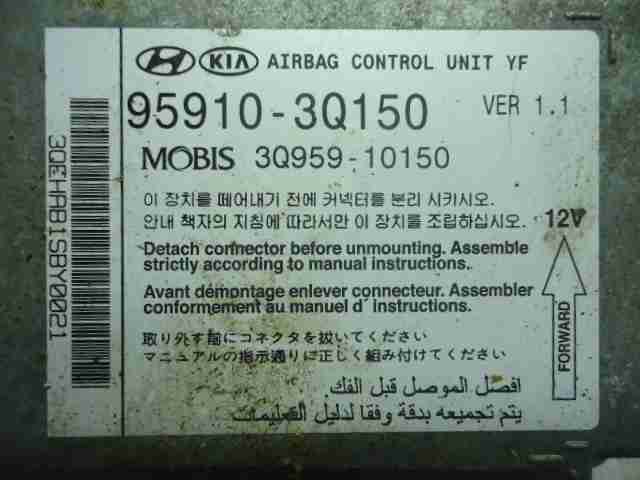 HYUNDAI KIA AIRBAG CONTROL UNIT YF
95910-3Q150 VER 1.1
MOBIS 3Q959-10150
이 장치를 떼어내기 전에 커넥터를 분리 시키시오.
안내 책자의 지침에 따라서만 이 장치를 조립하십시오.
12V
Detach connector before unmounting. Assemble
strictly according to manual instructions.
Avant démontage enlever connecteur. Assembler
conformement au manuel d' instructions.
取り外す前にコネクタを抜いてください
マニュアルの指示通りに正しく組み付けてください
افصل الموصل قبل الفك.
يتم تجميعه بدقة وفقا لدليل التعليمات
FORWARD
3QEHAB1SBY0021